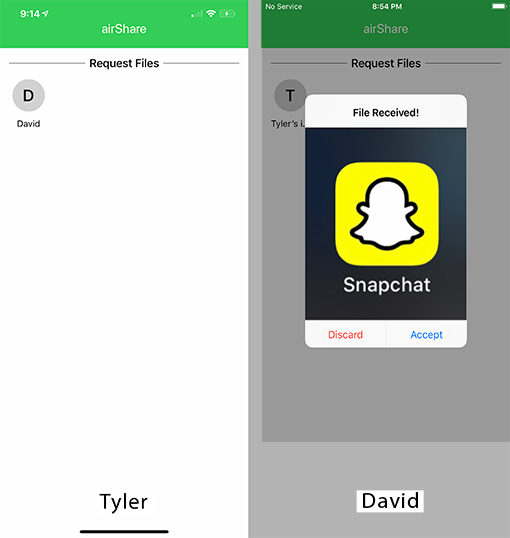 9:14
airShare
Request Files
D
David
Tyler
No Service
8:54 PM
airShare
Request Files
T
Tyler's i...
File Received!
Snapchat
Discard
Accept
David